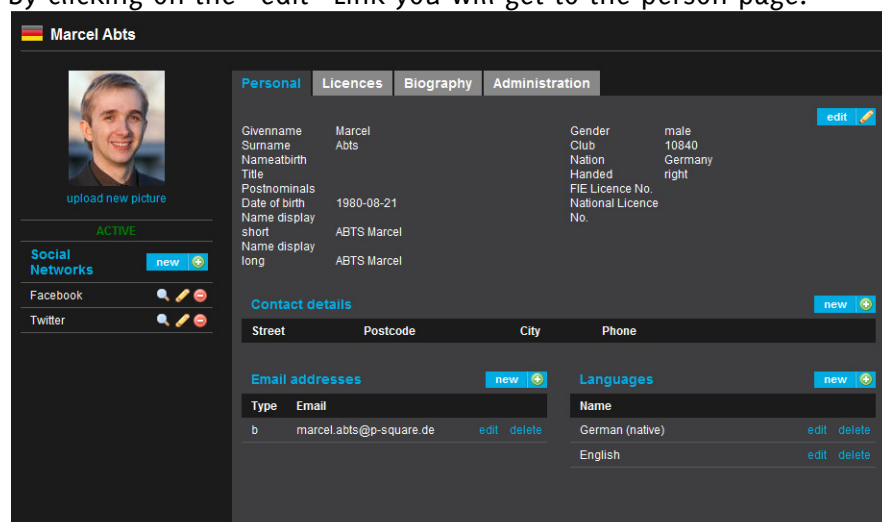 By clicking on the "edit" Link you will get to the person page.
Marcel Abts
Personal Licences Biography Administration
edit
Givenname Marcel
Surname Abts
Nameatbirth
Title
Postnominals
Date of birth 1980-08-21
Name display
short ABTS Marcel
Name display
long ABTS Marcel
Gender male
Club 10840
Nation Germany
Handed right
FIE Licence No.
National Licence
No.
upload new picture
ACTIVE
Social
Networks new
Facebook
Twitter
Contact details new
Street Postcode City Phone
Email addresses new
Type Email
b marcel.abts@p-square.de edit delete
Languages new
Name
German (native) edit delete
English edit delete